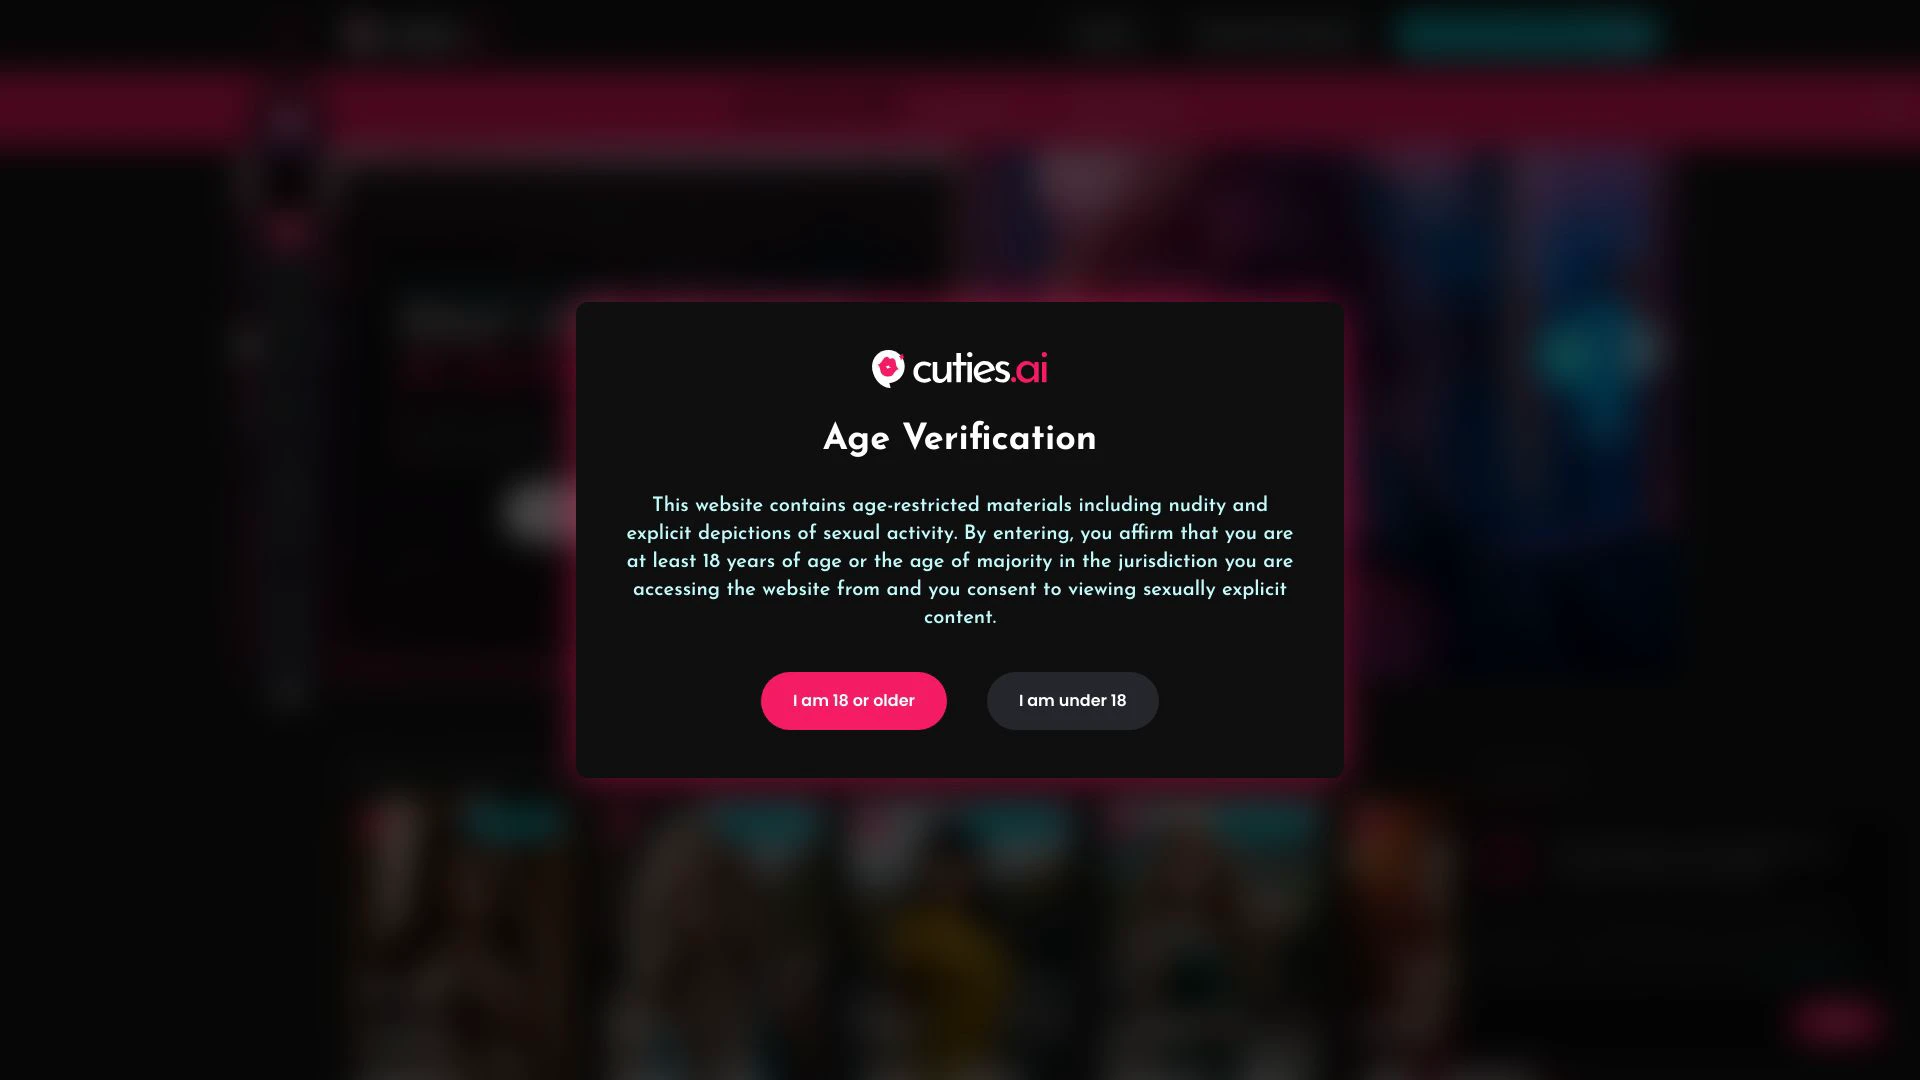 cuties.ai
Age Verification
This website contains age-restricted materials including nudity and
explicit depictions of sexual activity. By entering, you affirm that you are
at least 18 years of age or the age of majority in the jurisdiction you are
accessing the website from and you consent to viewing sexually explicit
content.
I am 18 or older
I am under 18